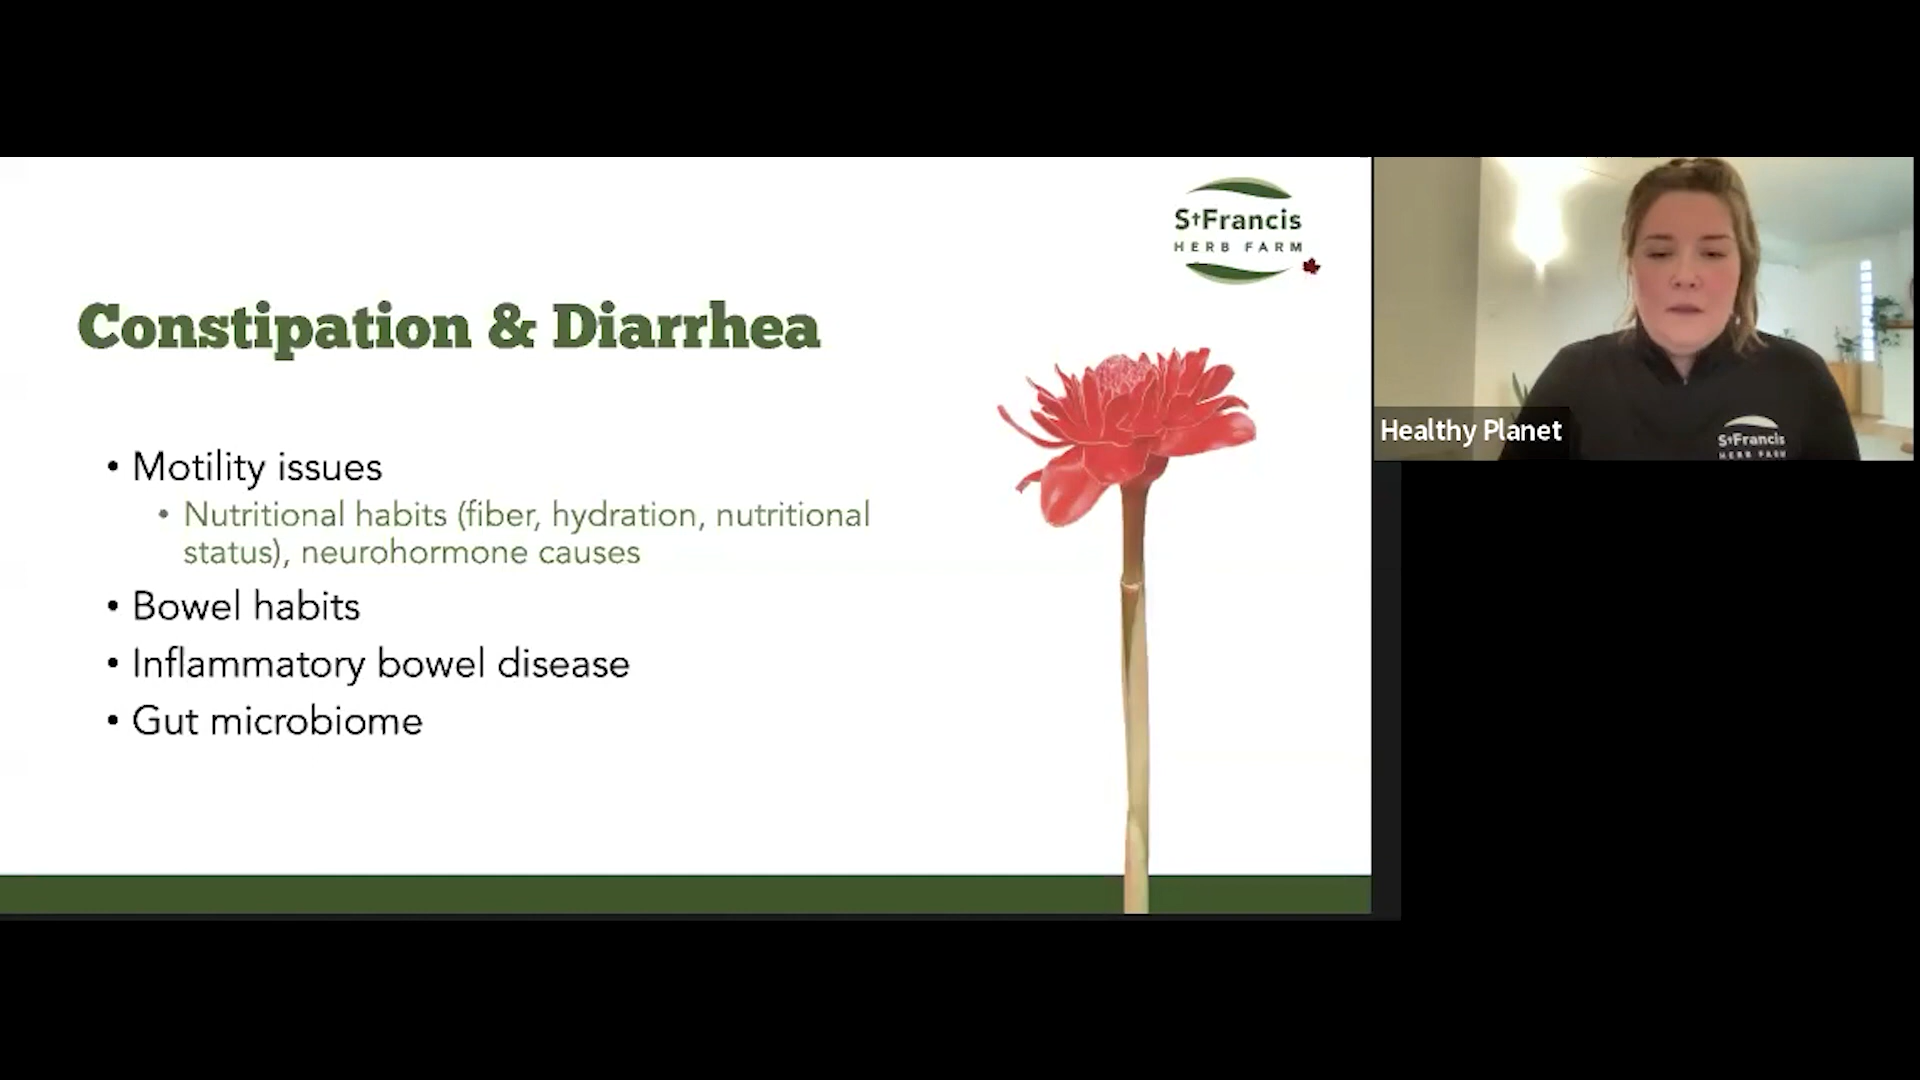 StFrancis
HERB FARM
Constipation & Diarrhea
• Motility issues
• Nutritional habits (fiber, hydration, nutritional
status), neurohormone causes
• Bowel habits
• Inflammatory bowel disease
• Gut microbiome
Healthy Planet
StFrancis
HERB FARM